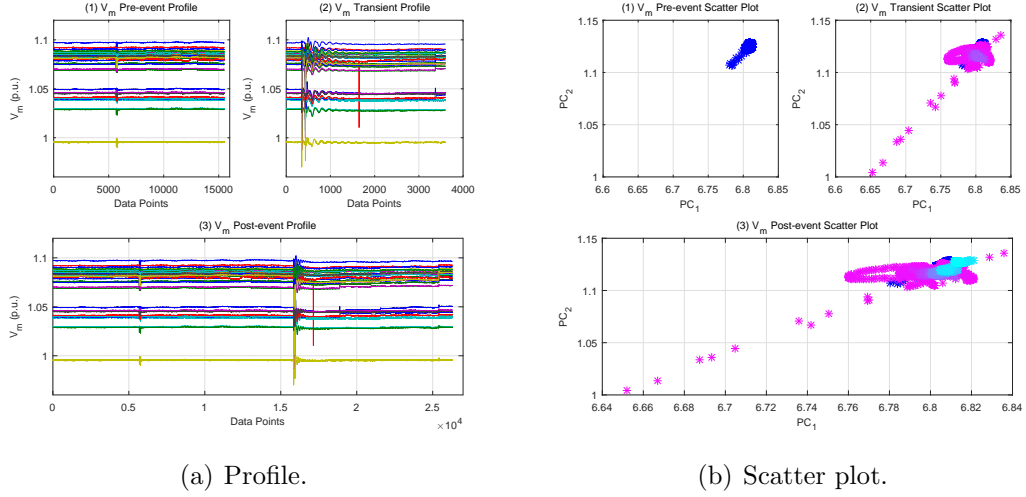 (1) V_m Pre-event Profile
V_m (p.u.)
1.1
1.05
1
0 5000 10000 15000
Data Points
(2) V_m Transient Profile
V_m (p.u.)
1.1
1.05
1
0 1000 2000 3000 4000
Data Points
(3) V_m Post-event Profile
V_m (p.u.)
1.1
1.05
1
0 0.5 1 1.5 2 2.5
Data Points
×10^4
(a) Profile.
(1) V_m Pre-event Scatter Plot
PC_2
1.15
1.1
1.05
1
6.6 6.65 6.7 6.75 6.8 6.85
PC_1
(2) V_m Transient Scatter Plot
PC_2
1.15
1.1
1.05
1
6.6 6.65 6.7 6.75 6.8 6.85
PC_1
(3) V_m Post-event Scatter Plot
PC_2
1.15
1.1
1.05
1
6.64 6.66 6.68 6.7 6.72 6.74 6.76 6.78 6.8 6.82 6.84
PC_1
(b) Scatter plot.